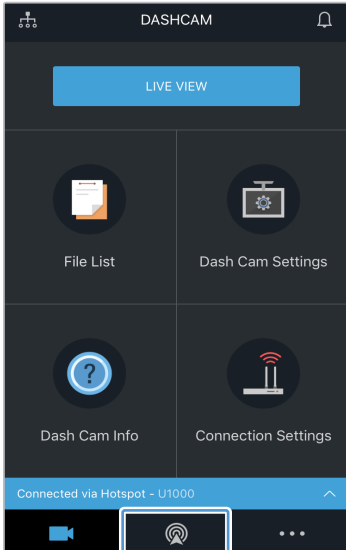 DASHCAM
LIVE VIEW
File List
Dash Cam Settings
Dash Cam Info
Connection Settings
Connected via Hotspot - U1000